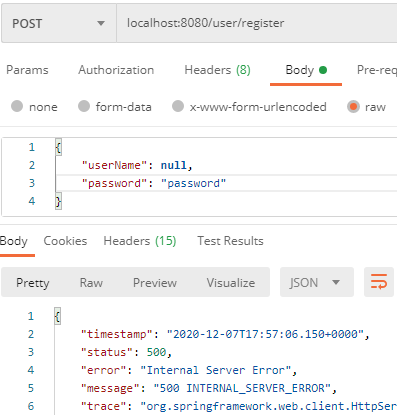 POST localhost:8080/user/register
Params Authorization Headers (8) Body Pre-req
none form-data x-www-form-urlencoded raw
1 {
2 "userName": null,
3 "password": "password"
4 }
Body Cookies Headers (15) Test Results
Pretty Raw Preview Visualize JSON
1 {
2 "timestamp": "2020-12-07T17:57:06.150+0000",
3 "status": 500,
4 "error": "Internal Server Error",
5 "message": "500 INTERNAL_SERVER_ERROR",
6 "trace": "org.springframework.web.client.HttpSer